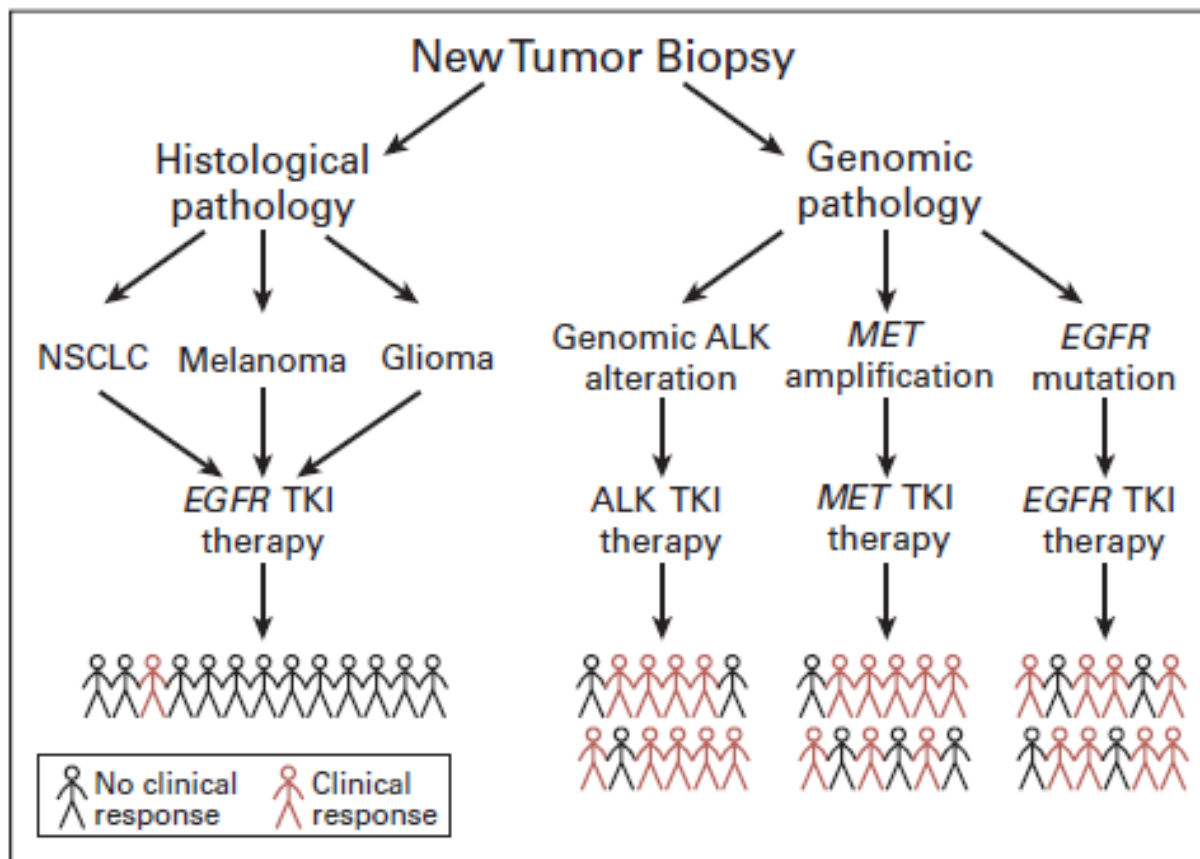 New Tumor Biopsy
Histological
pathology
Genomic
pathology
NSCLC
Melanoma
Glioma
Genomic ALK
alteration
MET
amplification
EGFR
mutation
EGFR TKI
therapy
ALK TKI
therapy
MET TKI
therapy
EGFR TKI
therapy
No clinical
response
Clinical
response